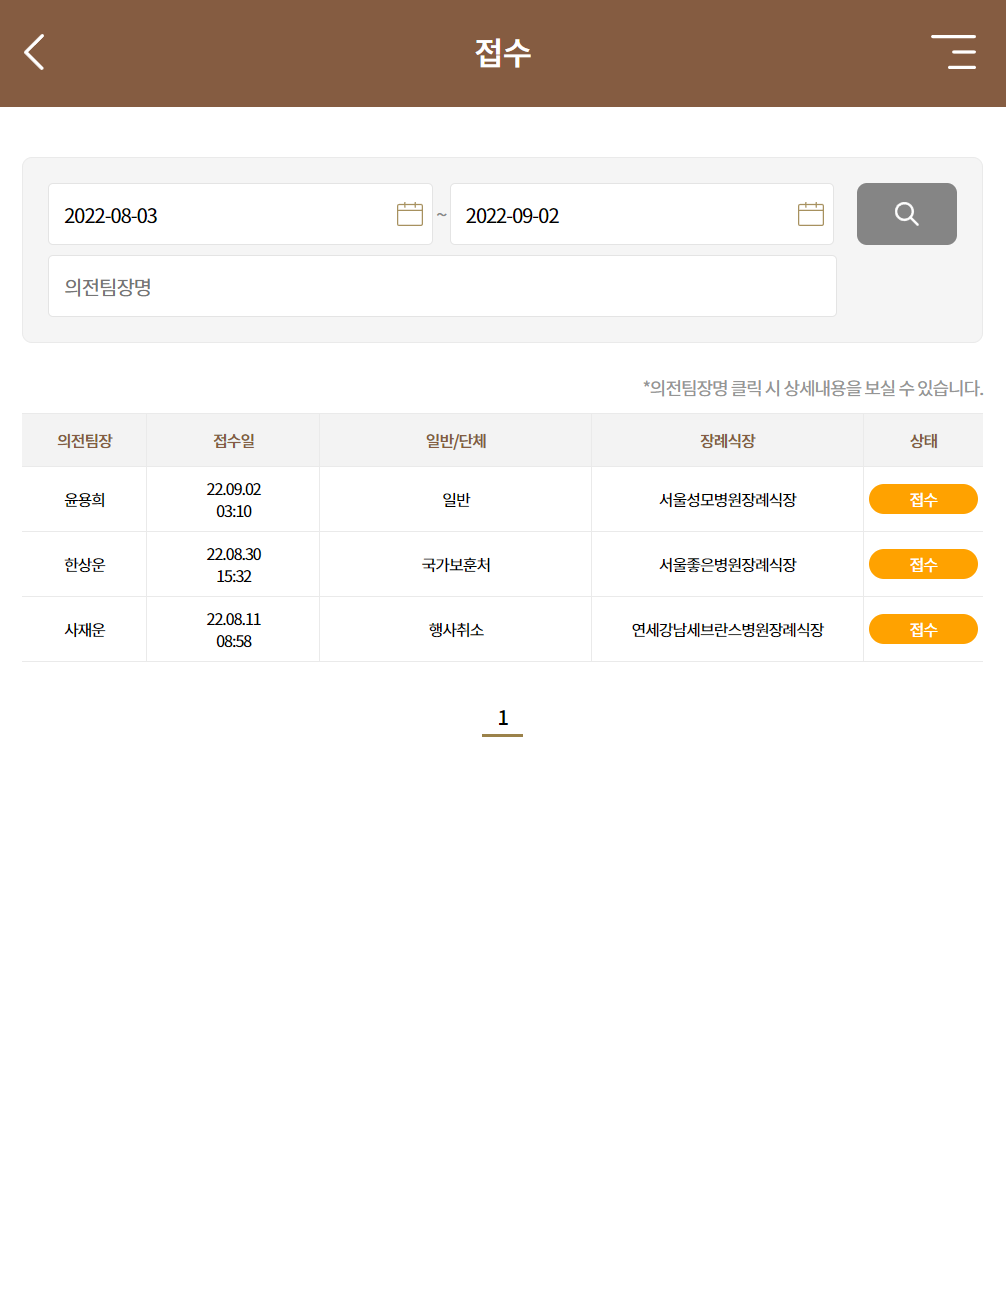 접수
2022-08-03 ~ 2022-09-02
의전팀장명
*의전팀장명 클릭 시 상세내용을 보실 수 있습니다.
의전팀장 접수일 일반/단체 장례식장 상태
윤용희 22.09.02 03:10 일반 서울성모병원장례식장 접수
한상운 22.08.30 15:32 국가보훈처 서울좋은병원장례식장 접수
사재운 22.08.11 08:58 행사취소 연세강남세브란스병원장례식장 접수
1